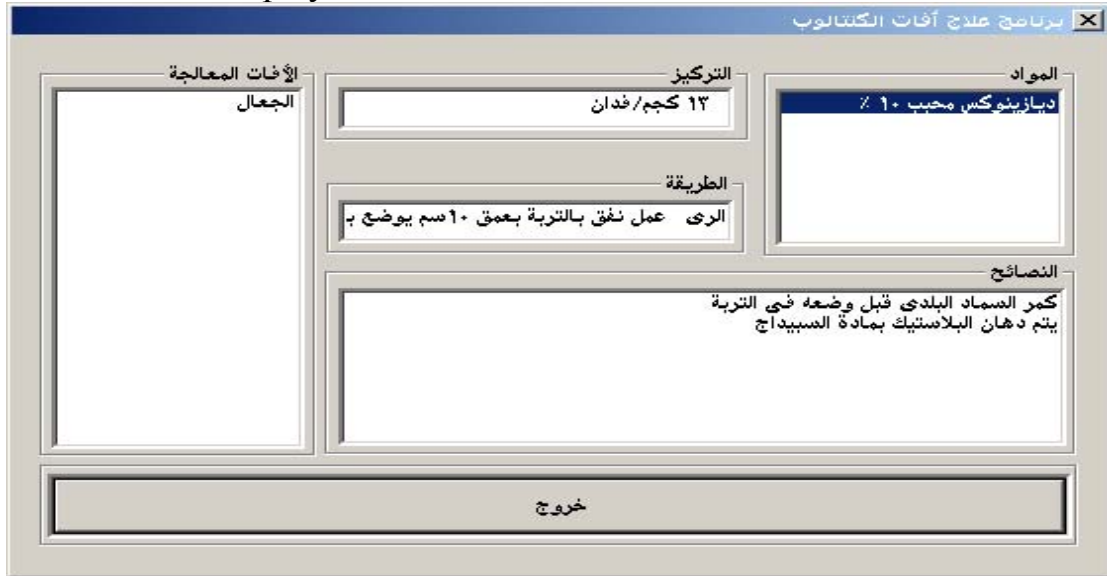 برنامج علاج آفات الكنتالوب
المواد
ديازينوكس محبب ١٠ ٪
التركيز
١٣ كجم/فدان
الأفات المعالجة
الجعال
الطريقة
الرى عمل نفق بالتربة بعمق ١٠سم يوضع ب
النصائح
كمر السماد البلدى قبل وضعه فى التربة
يتم دهان البلاستيك بمادة السبيداج
خروج